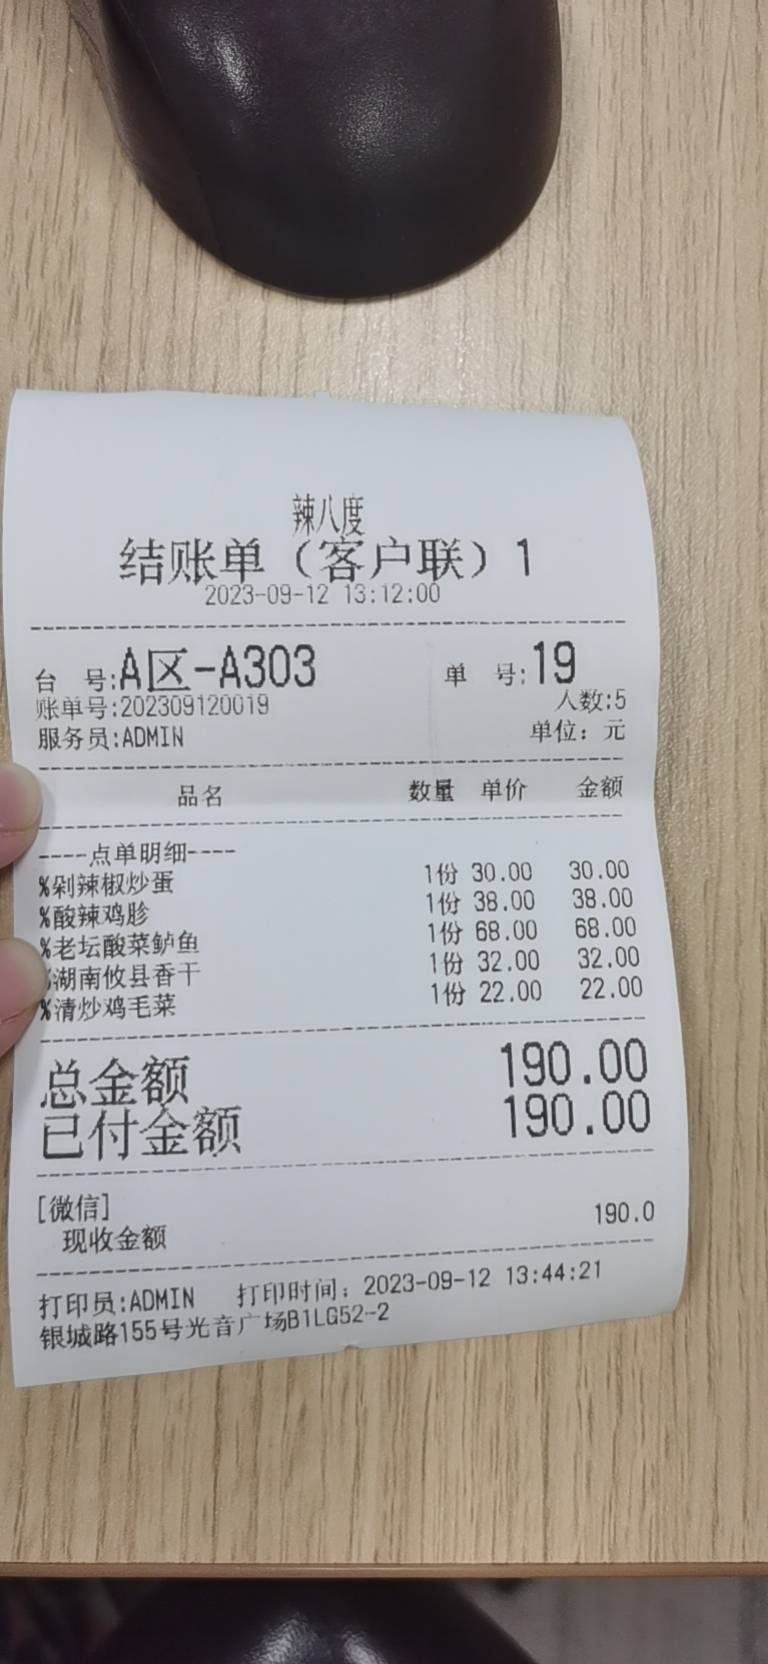 辣八度
结账单（客户联）1
2023-09-12 13:12:00
台 号:A区-A303 单 号:19
账单号:202309120019 人数:5
服务员:ADMIN 单位：元
品名 数量 单价 金额
----点单明细----
%剁辣椒炒蛋 1份 30.00 30.00
%酸辣鸡胗 1份 38.00 38.00
%老坛酸菜鲈鱼 1份 68.00 68.00
%湖南攸县香干 1份 32.00 32.00
%清炒鸡毛菜 1份 22.00 22.00
总金额 190.00
已付金额 190.00
[微信]
现收金额 190.0
打印员:ADMIN 打印时间：2023-09-12 13:44:21
银城路155号光音广场B1LG52-2